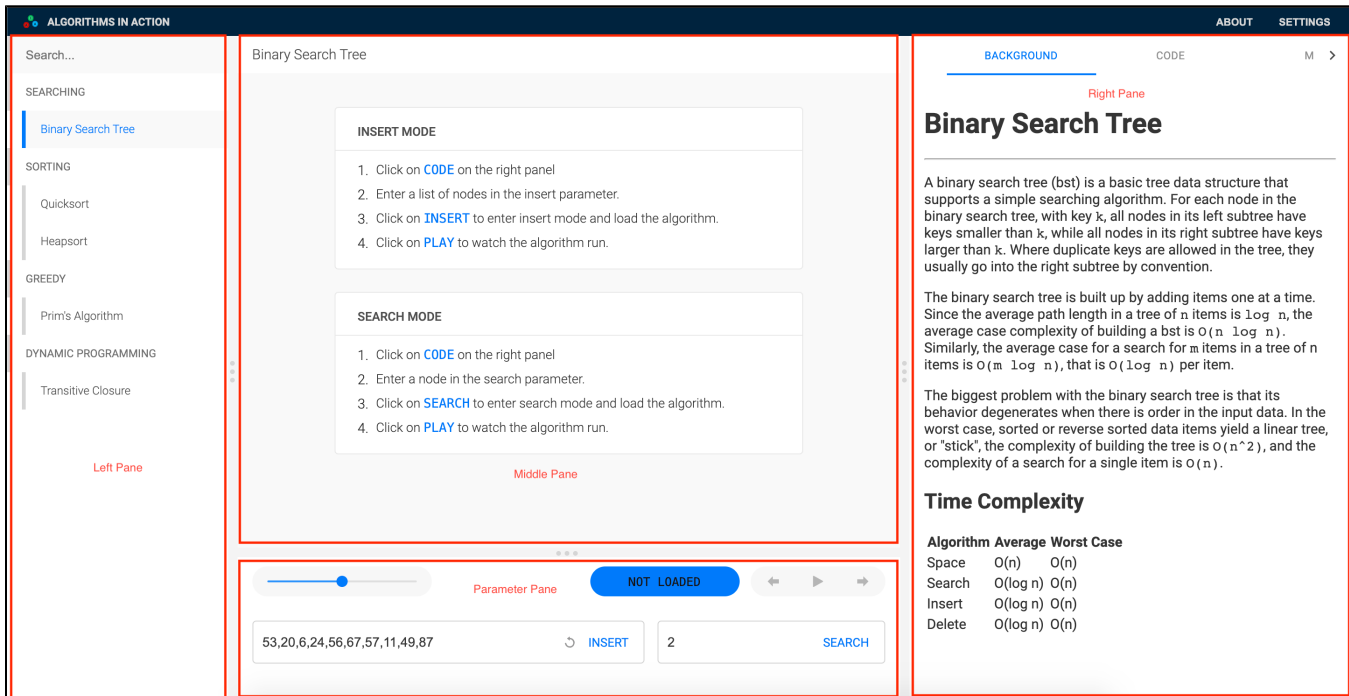 ALGORITHMS IN ACTION
ABOUT
SETTINGS
Search...
SEARCHING
Binary Search Tree
SORTING
Quicksort
Heapsort
GREEDY
Prim's Algorithm
DYNAMIC PROGRAMMING
Transitive Closure
Left Pane
Binary Search Tree
INSERT MODE
1. Click on CODE on the right panel
2. Enter a list of nodes in the insert parameter.
3. Click on INSERT to enter insert mode and load the algorithm.
4. Click on PLAY to watch the algorithm run.
SEARCH MODE
1. Click on CODE on the right panel
2. Enter a node in the search parameter.
3. Click on SEARCH to enter search mode and load the algorithm.
4. Click on PLAY to watch the algorithm run.
Middle Pane
Parameter Pane
NOT LOADED
53,20,6,24,56,67,57,11,49,87
INSERT
2
SEARCH
BACKGROUND
CODE
M
Right Pane
Binary Search Tree
A binary search tree (bst) is a basic tree data structure that
supports a simple searching algorithm. For each node in the
binary search tree, with key k, all nodes in its left subtree have
keys smaller than k, while all nodes in its right subtree have keys
larger than k. Where duplicate keys are allowed in the tree, they
usually go into the right subtree by convention.
The binary search tree is built up by adding items one at a time.
Since the average path length in a tree of n items is log n, the
average case complexity of building a bst is O(n log n).
Similarly, the average case for a search for m items in a tree of n
items is O(m log n), that is O(log n) per item.
The biggest problem with the binary search tree is that its
behavior degenerates when there is order in the input data. In the
worst case, sorted or reverse sorted data items yield a linear tree,
or "stick", the complexity of building the tree is O(n^2), and the
complexity of a search for a single item is O(n).
Time Complexity
Algorithm Average Worst Case
Space O(n) O(n)
Search O(log n) O(n)
Insert O(log n) O(n)
Delete O(log n) O(n)